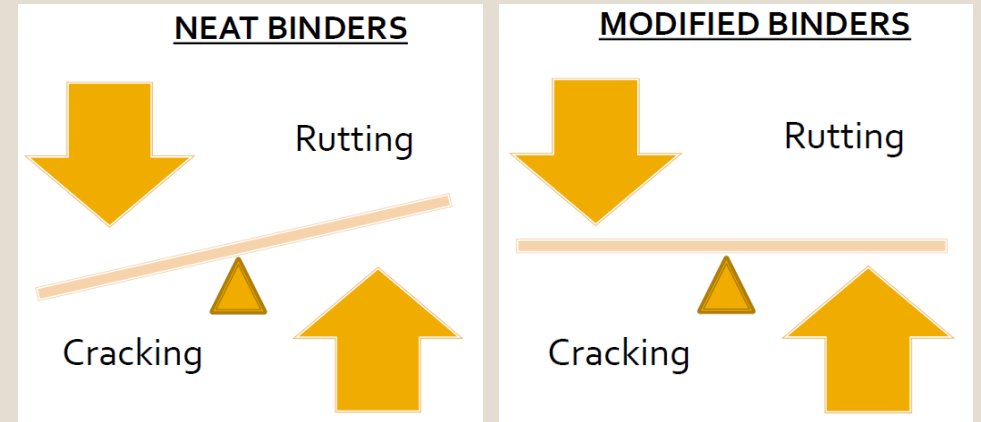 NEAT BINDERS
Rutting
Cracking
MODIFIED BINDERS
Rutting
Cracking